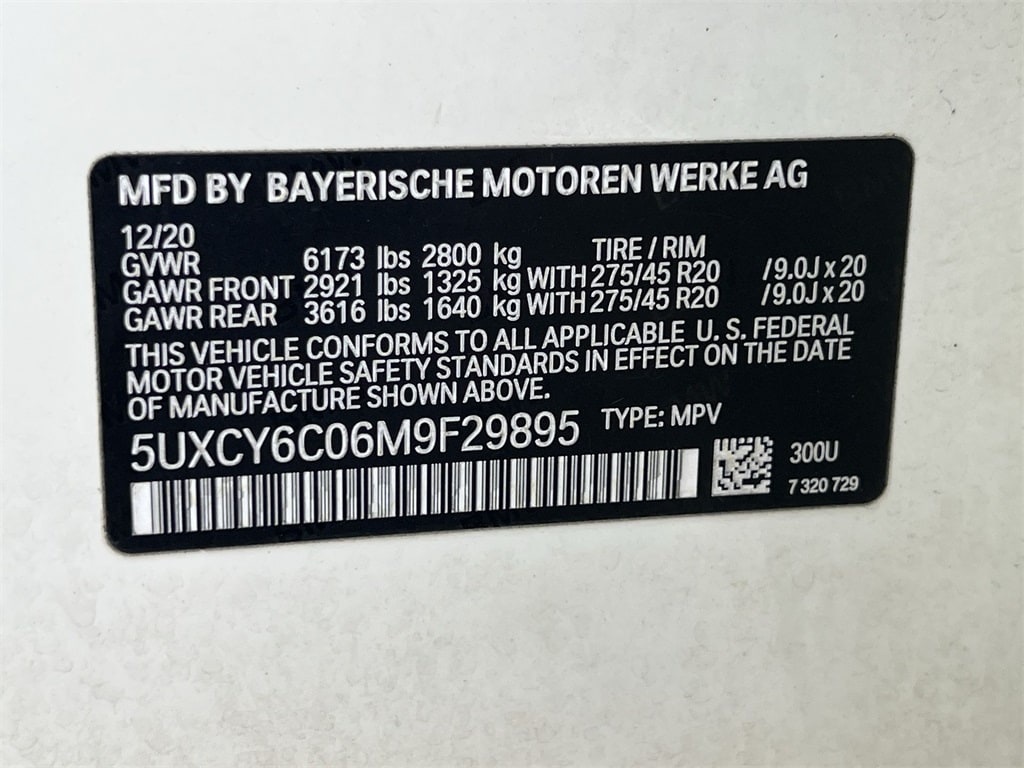 MFD BY BAYERISCHE MOTOREN WERKE AG
12/20
GVWR 6173 lbs 2800 kg TIRE / RIM
GAWR FRONT 2921 lbs 1325 kg WITH 275/45 R20 /9.0J x 20
GAWR REAR 3616 lbs 1640 kg WITH 275/45 R20 /9.0J x 20
THIS VEHICLE CONFORMS TO ALL APPLICABLE U. S. FEDERAL
MOTOR VEHICLE SAFETY STANDARDS IN EFFECT ON THE DATE
OF MANUFACTURE SHOWN ABOVE.
5UXCY6C06M9F29895 TYPE: MPV
300U
7 320 729